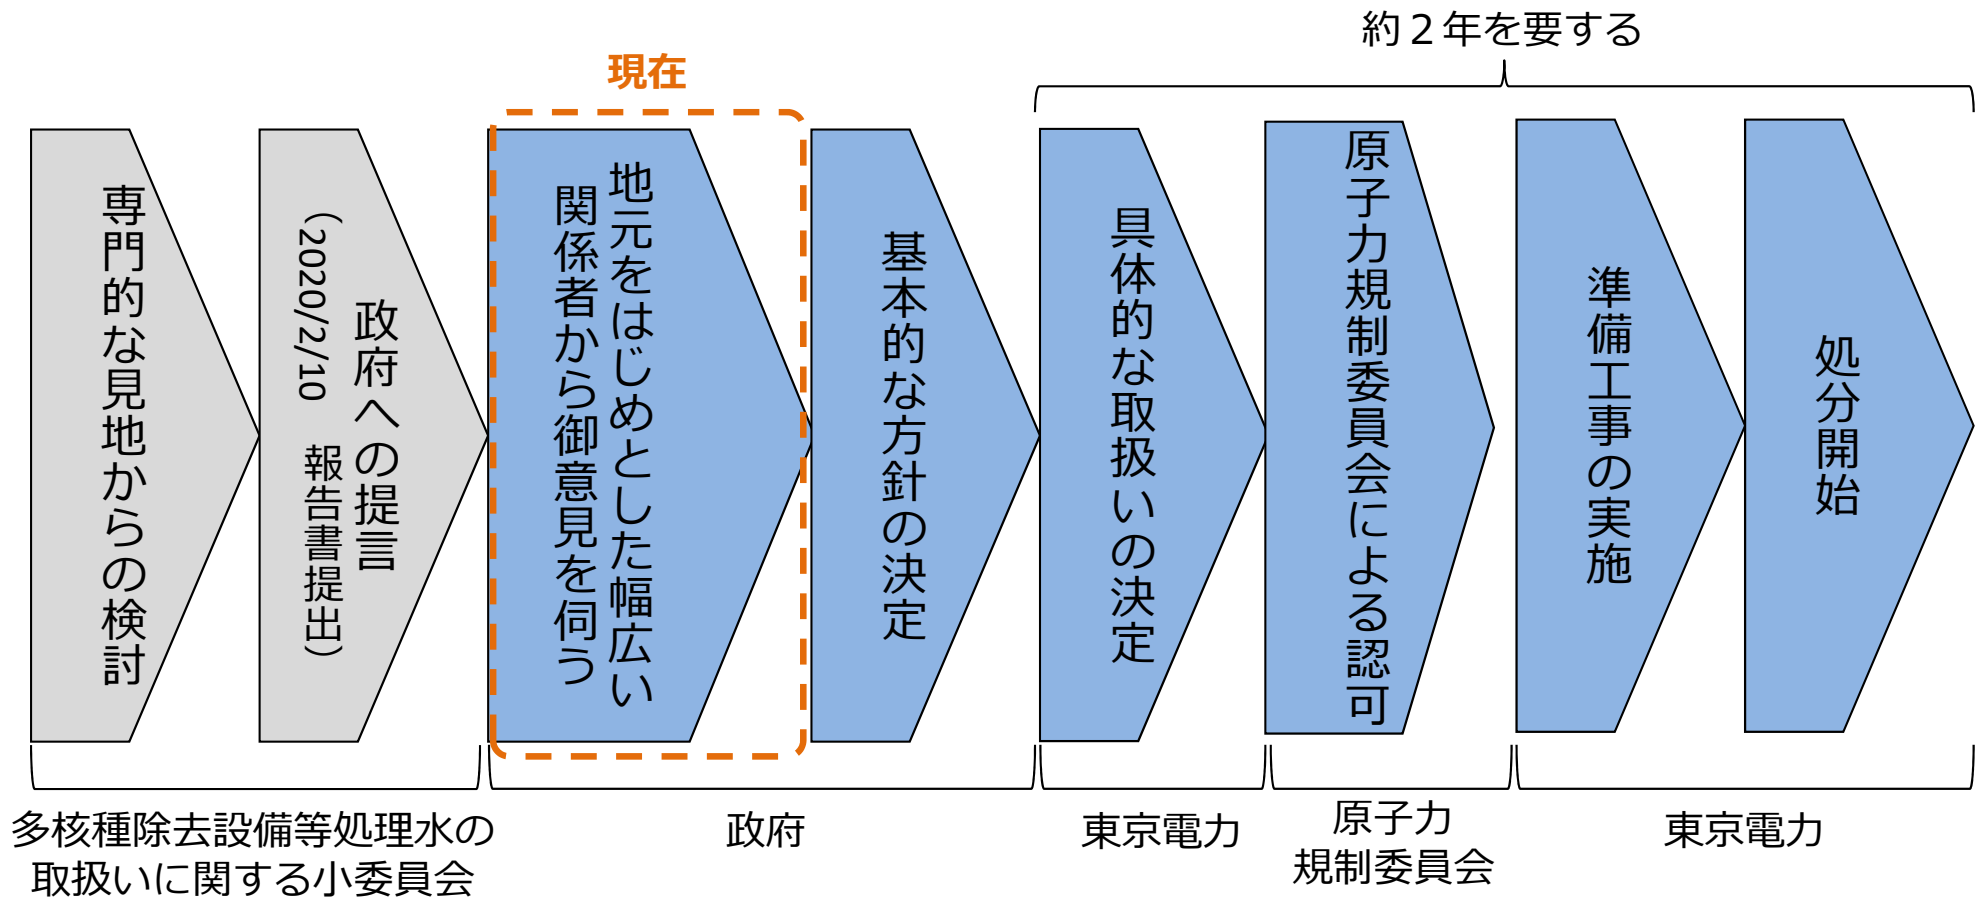 約２年を要する
現在
専門的な見地からの検討
政府への提言
（2020/2/10　報告書提出）
地元をはじめとした幅広い
関係者から御意見を伺う
基本的な方針の決定
具体的な取扱いの決定
原子力規制委員会による認可
準備工事の実施
処分開始
多核種除去設備等処理水の
取扱いに関する小委員会
政府
東京電力
原子力
規制委員会
東京電力